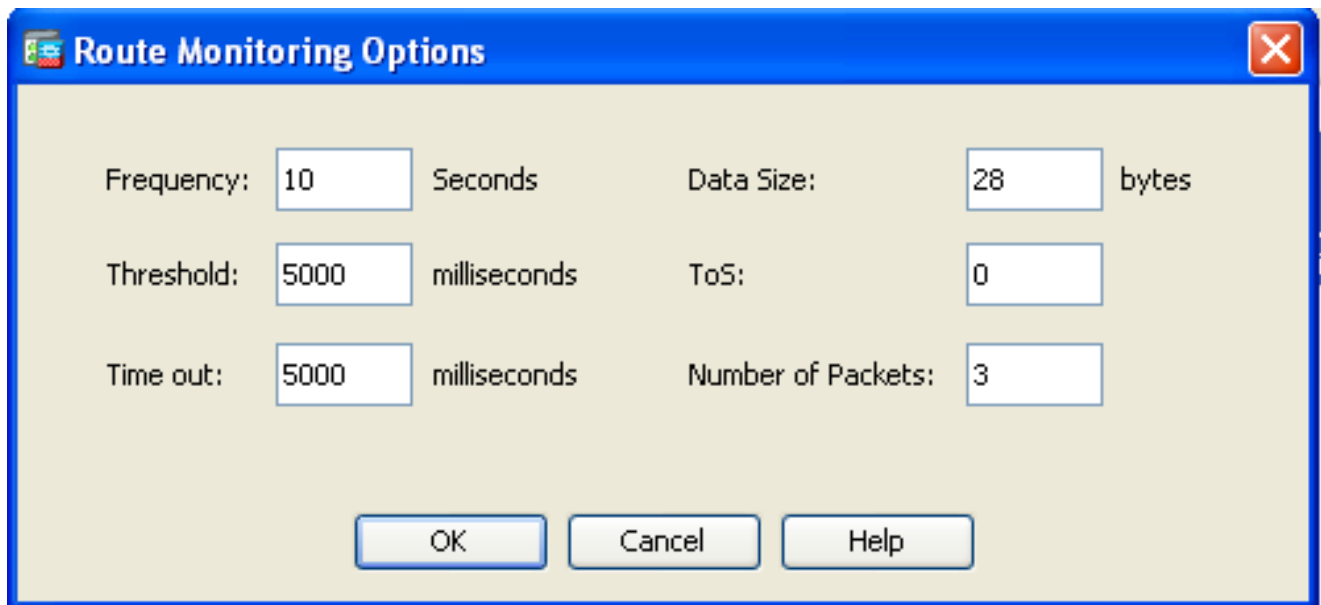 Route Monitoring Options
Frequency: 10 Seconds Data Size: 28 bytes
Threshold: 5000 milliseconds ToS: 0
Time out: 5000 milliseconds Number of Packets: 3
OK Cancel Help